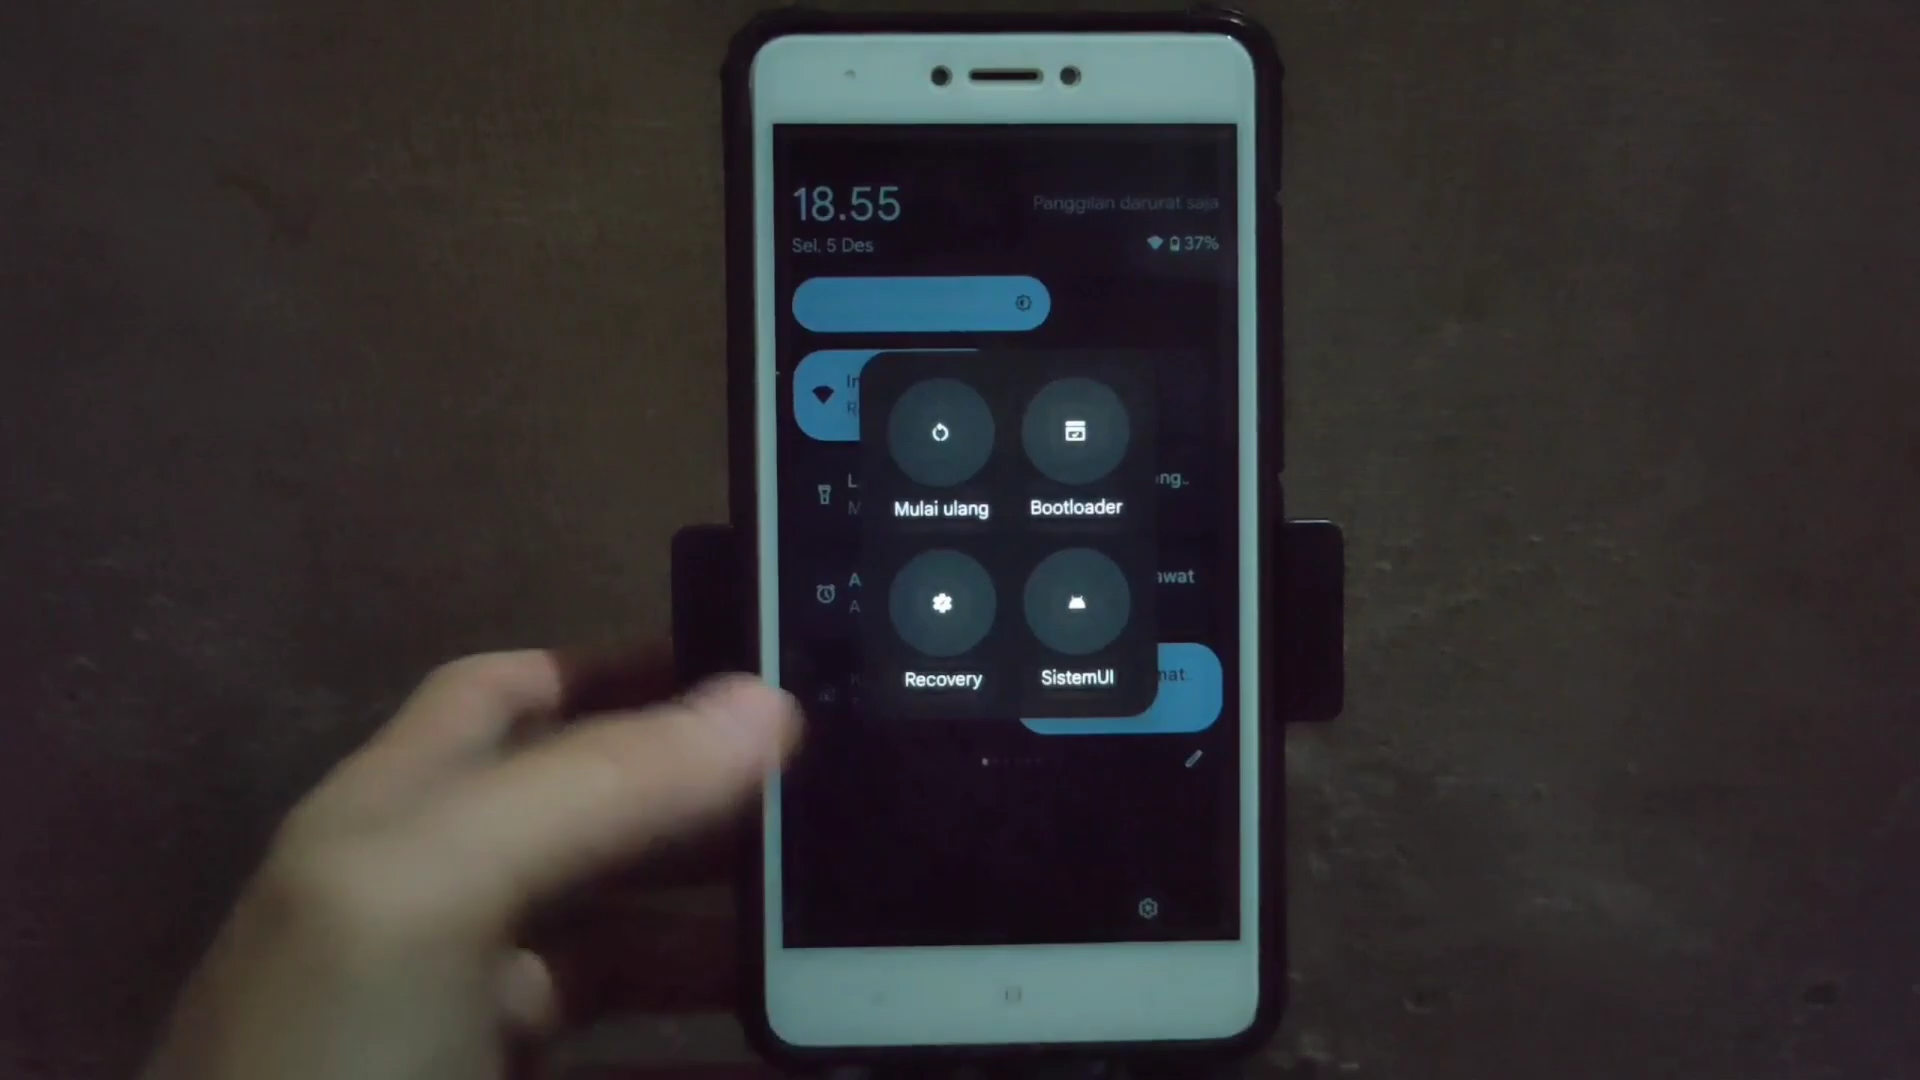 18.55
Panggilan darurat saja
Sel. 5 Des
37%
Mulai ulang
Bootloader
Recovery
SistemUI